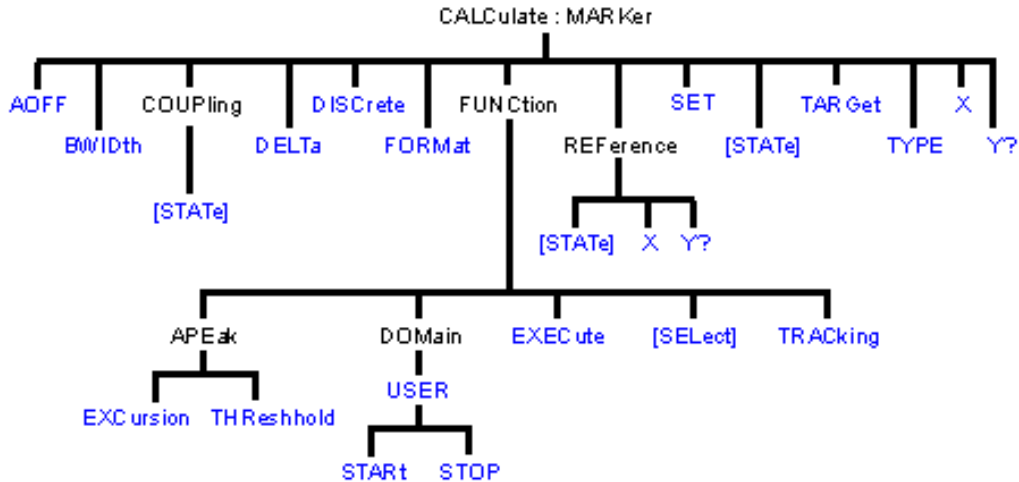 CALCulate : MARKer
AOFF COUPling DISCrete FUNCtion SET TARGet X
BWIDth DELTa FORMat REFerence [STATe] TYPE Y?
[STATe]
[STATe] X Y?
APEak DOMain EXECute [SELect] TRACking
USER
EXCursion THReshhold
STARt STOP